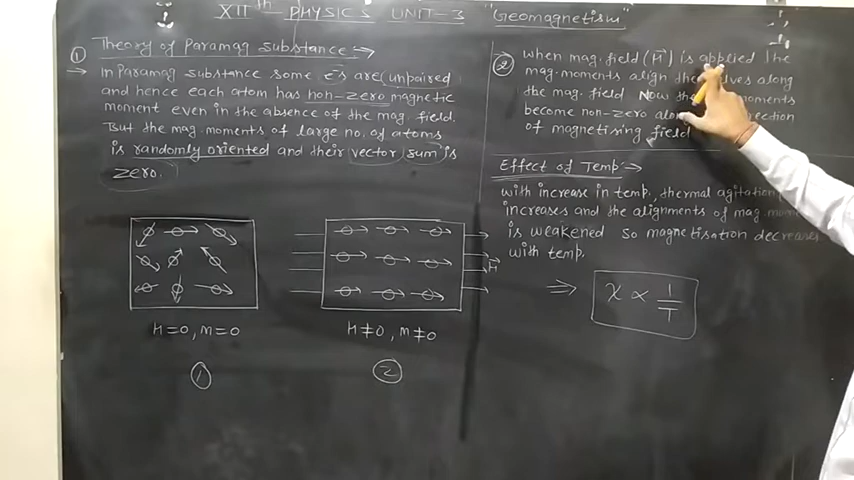 XII th PHYSICS UNIT-3 "Geomagnetism"
① Theory of Paramag substance →
→ In Paramag substance some e⁻s are unpaired
and hence each atom has non-zero magnetic
moment even in the absence of the mag. field.
But the mag moments of large no. of atoms
is randomly oriented and their vector sum is
zero.
H=0, M=0
①
H
H≠0, M≠0
②
② When mag. field (H) is applied The
mag. moments align along
the mag. field Now moments
become non-zero
of magnetising field
Effect of Temp →
with increase in temp, thermal agitation
increases and the alignments of mag.
is weakened so magnetisation decreases
with temp.
⇒ χ ∝ 1/T